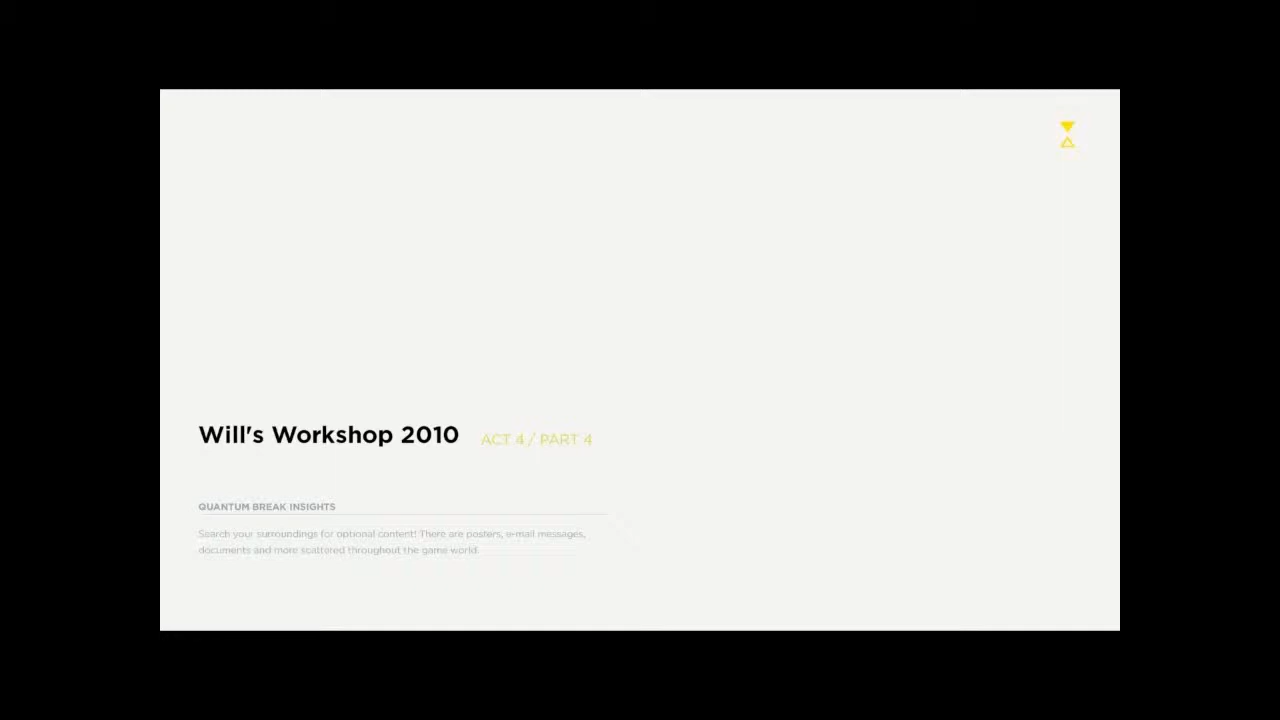 Will's Workshop 2010 ACT 4 / PART 4
QUANTUM BREAK INSIGHTS
Search your surroundings for optional content! There are posters, e-mail messages,
documents and more scattered throughout the game world.